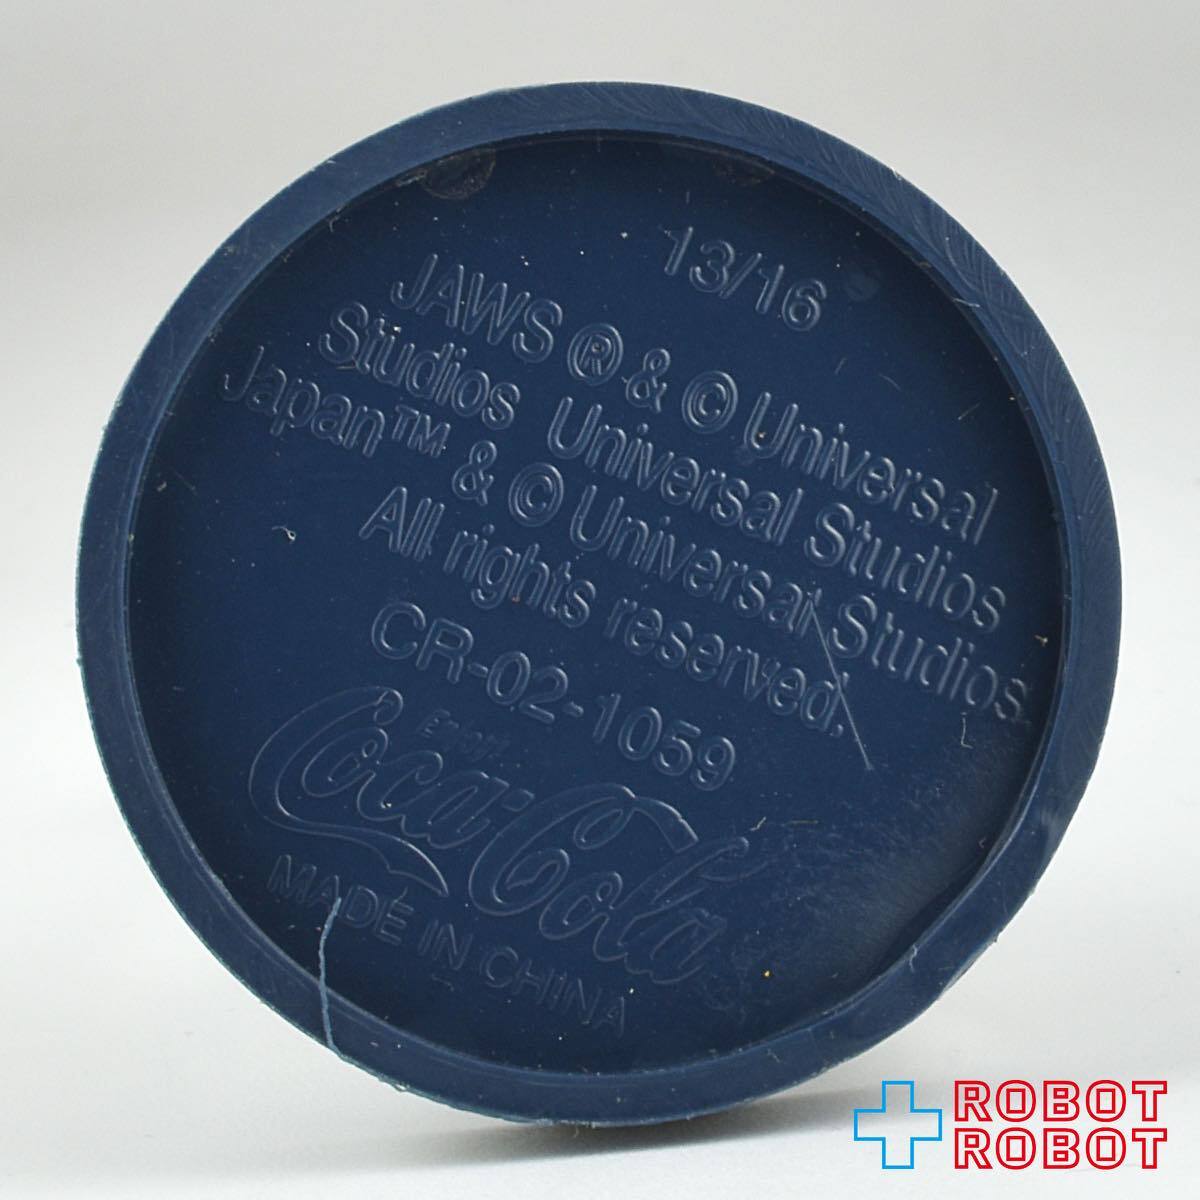 13/16
JAWS ® & © Universal
Studios Universal Studios
Japan™ & © Universal Studios.
All rights reserved.
CR-02-1059
Enjoy
Coca-Cola
MADE IN CHINA
ROBOT
ROBOT